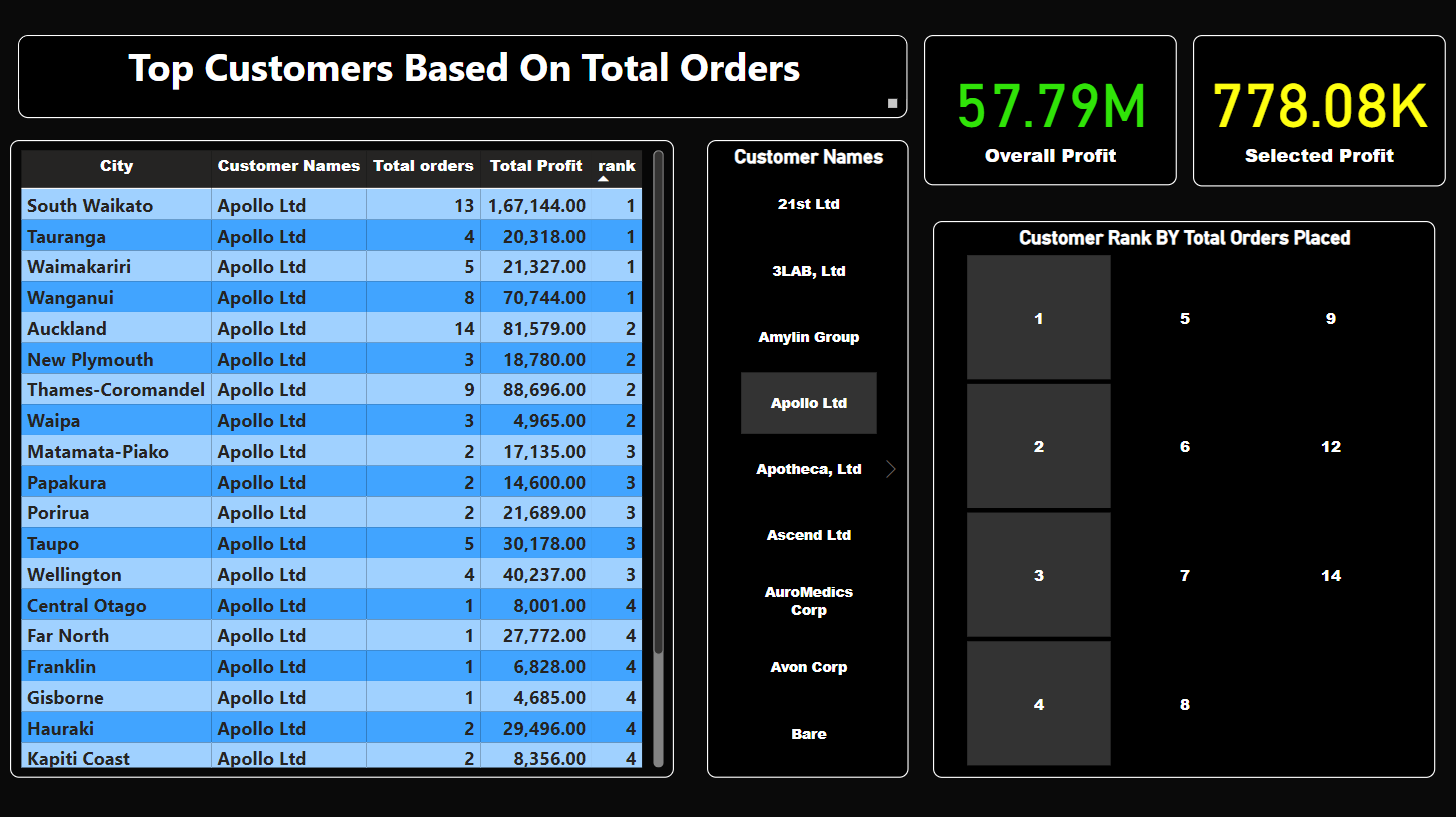 Top Customers Based On Total Orders
57.79M
Overall Profit
778.08K
Selected Profit
City Customer Names Total orders Total Profit rank
South Waikato Apollo Ltd 13 1,67,144.00 1
Tauranga Apollo Ltd 4 20,318.00 1
Waimakariri Apollo Ltd 5 21,327.00 1
Wanganui Apollo Ltd 8 70,744.00 1
Auckland Apollo Ltd 14 81,579.00 2
New Plymouth Apollo Ltd 3 18,780.00 2
Thames-Coromandel Apollo Ltd 9 88,696.00 2
Waipa Apollo Ltd 3 4,965.00 2
Matamata-Piako Apollo Ltd 2 17,135.00 3
Papakura Apollo Ltd 2 14,600.00 3
Porirua Apollo Ltd 2 21,689.00 3
Taupo Apollo Ltd 5 30,178.00 3
Wellington Apollo Ltd 4 40,237.00 3
Central Otago Apollo Ltd 1 8,001.00 4
Far North Apollo Ltd 1 27,772.00 4
Franklin Apollo Ltd 1 6,828.00 4
Gisborne Apollo Ltd 1 4,685.00 4
Hauraki Apollo Ltd 2 29,496.00 4
Kapiti Coast Apollo Ltd 2 8,356.00 4
Customer Names
21st Ltd
3LAB, Ltd
Amylin Group
Apollo Ltd
Apotheca, Ltd
Ascend Ltd
AuroMedics
Corp
Avon Corp
Bare
Customer Rank BY Total Orders Placed
1 5 9
2 6 12
3 7 14
4 8